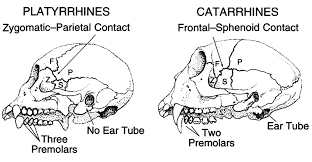 PLATYRRHINES
Zygomatic–Parietal Contact
F
P
Z
S
No Ear Tube
Three
Premolars
CATARRHINES
Frontal–Sphenoid Contact
F
P
Z
S
Ear Tube
Two
Premolars